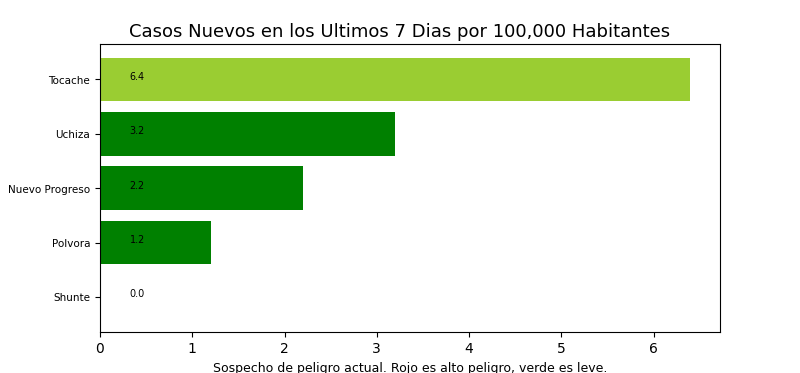 Casos Nuevos en los Ultimos 7 Dias por 100,000 Habitantes
Tocache 6.4
Uchiza 3.2
Nuevo Progreso 2.2
Polvora 1.2
Shunte 0.0
0 1 2 3 4 5 6
Sospecho de peligro actual. Rojo es alto peligro, verde es leve.